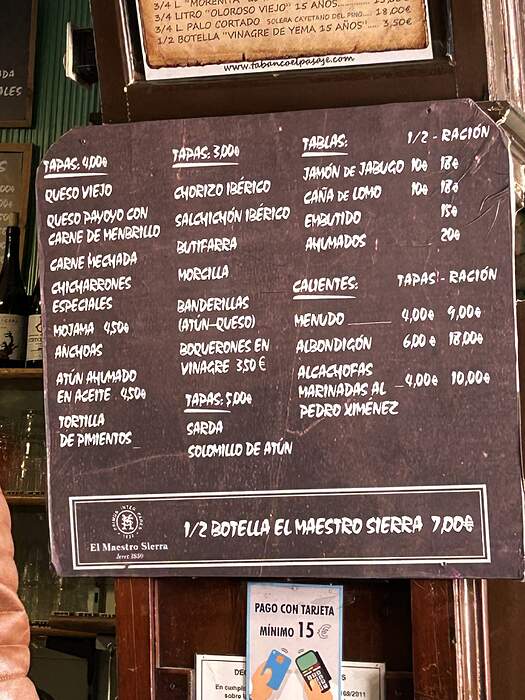 3/4 L "MORENITA"
3/4 LITRO "OLOROSO VIEJO" 15 AÑOS
3/4 L. PALO CORTADO SOLERA CAYETANO DEL PINO 18,00€
1/2 BOTELLA "VINAGRE DE YEMA 15 AÑOS" 3,50€
www.tabancoelpasaje.com
TAPAS: 4,00€
QUESO VIEJO
QUESO PAYOYO CON
CARNE DE MENBRILLO
CARNE MECHADA
CHICHARRONES
ESPECIALES
MOJAMA 4,50€
ANCHOAS
ATÚN AHUMADO
EN ACEITE 4,50€
TORTILLA
DE PIMIENTOS
TAPAS: 3,00€
CHORIZO IBÉRICO
SALCHICHÓN IBÉRICO
BUTIFARRA
MORCILLA
BANDERILLAS
(ATÚN-QUESO)
BOQUERONES EN
VINAGRE 3,50 €
TAPAS: 5,00€
SARDA
SOLOMILLO DE ATÚN
TABLAS: 1/2 - RACIÓN
JAMÓN DE JABUGO 10€ 18€
CAÑA DE LOMO 10€ 18€
EMBUTIDO 15€
AHUMADOS 20€
CALIENTES: TAPAS - RACIÓN
MENUDO 4,00€ 9,00€
ALBONDIGÓN 6,00€ 18,00€
ALCACHOFAS
MARINADAS AL 4,00€ 10,00€
PEDRO XIMÉNEZ
El Maestro Sierra
Jerez 1830
1/2 BOTELLA EL MAESTRO SIERRA 7,00€
PAGO CON TARJETA
MÍNIMO 15 €